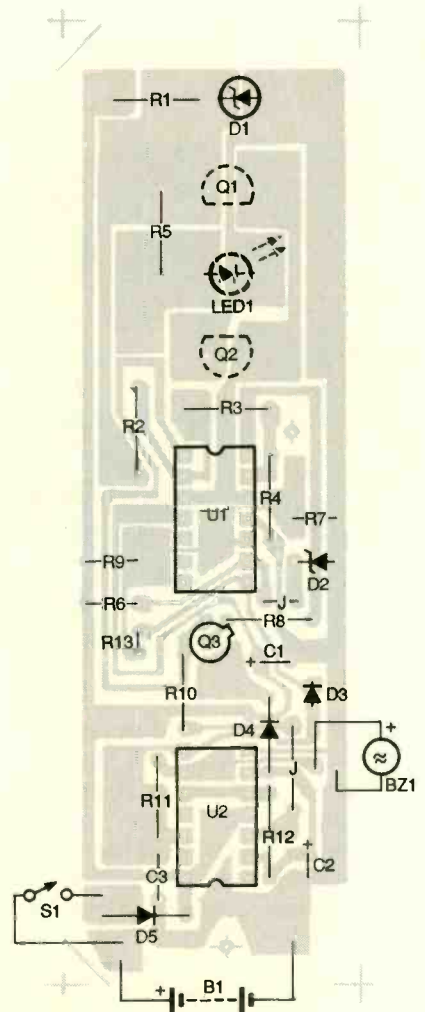 R1
D1
Q1
R5
LED1
Q2
R3
R2
R4
U1
R7
R9
D2
R6
J
R8
R13
Q3
+ C1
R10
D3
D4
+
J
BZ1
R11
U2
R12
+
C2
C3
S1
D5
+ B1